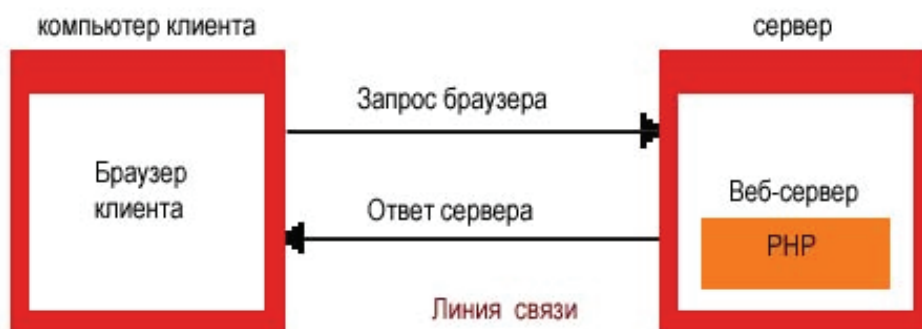 компьютер клиента
сервер
Запрос браузера
Браузер
клиента
Ответ сервера
Веб-сервер
PHP
Линия связи